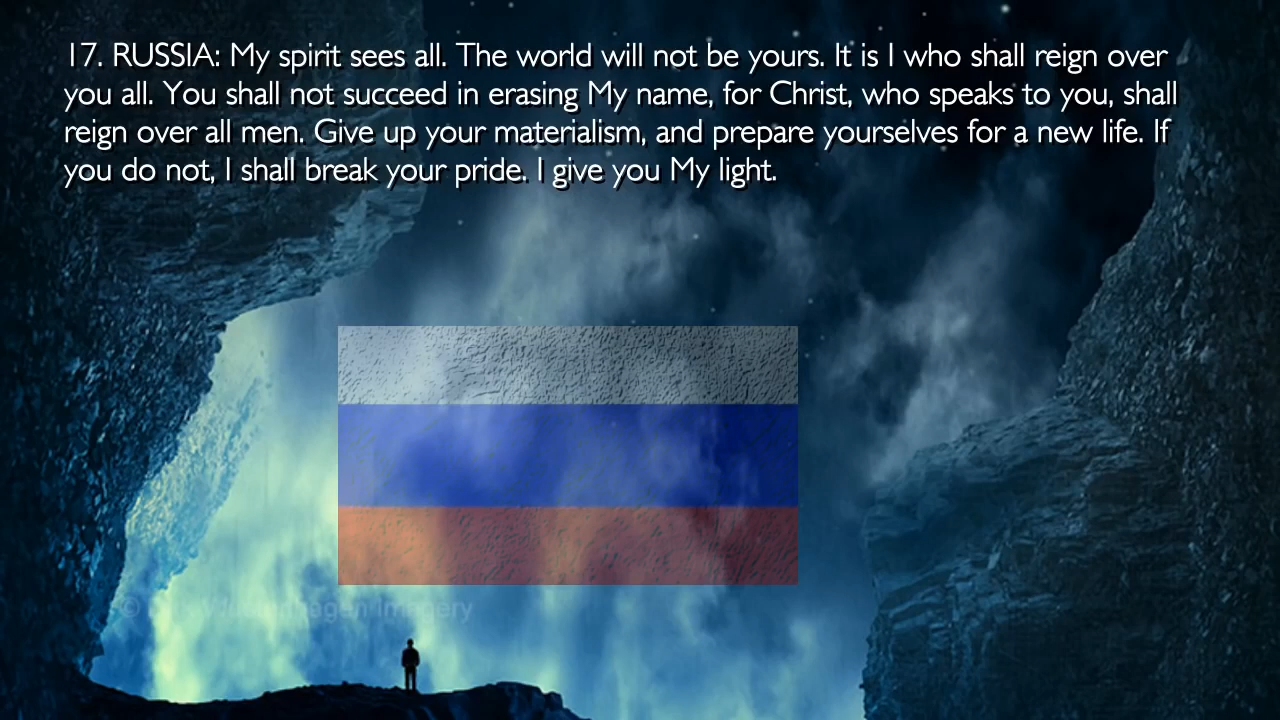 17. RUSSIA: My spirit sees all. The world will not be yours. It is I who shall reign over
you all. You shall not succeed in erasing My name, for Christ, who speaks to you, shall
reign over all men. Give up your materialism, and prepare yourselves for a new life. If
you do not, I shall break your pride. I give you My light.
Imagery